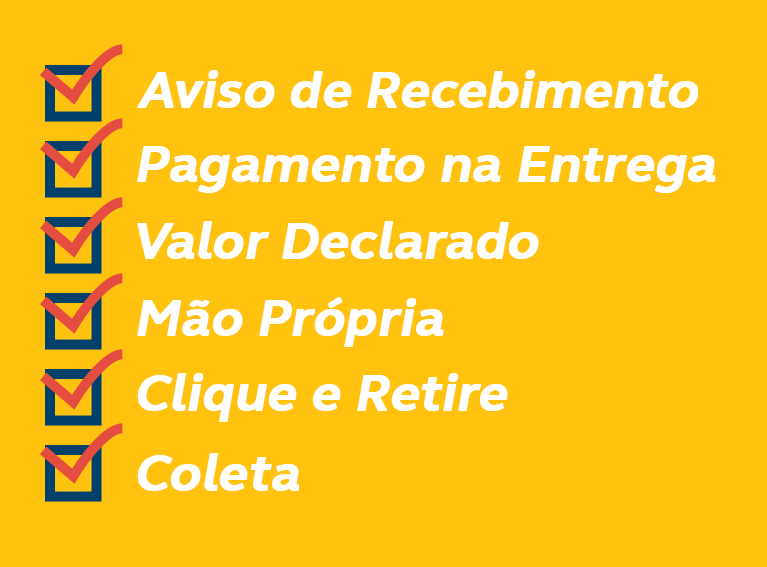 Aviso de Recebimento
Pagamento na Entrega
Valor Declarado
Mão Própria
Clique e Retire
Coleta